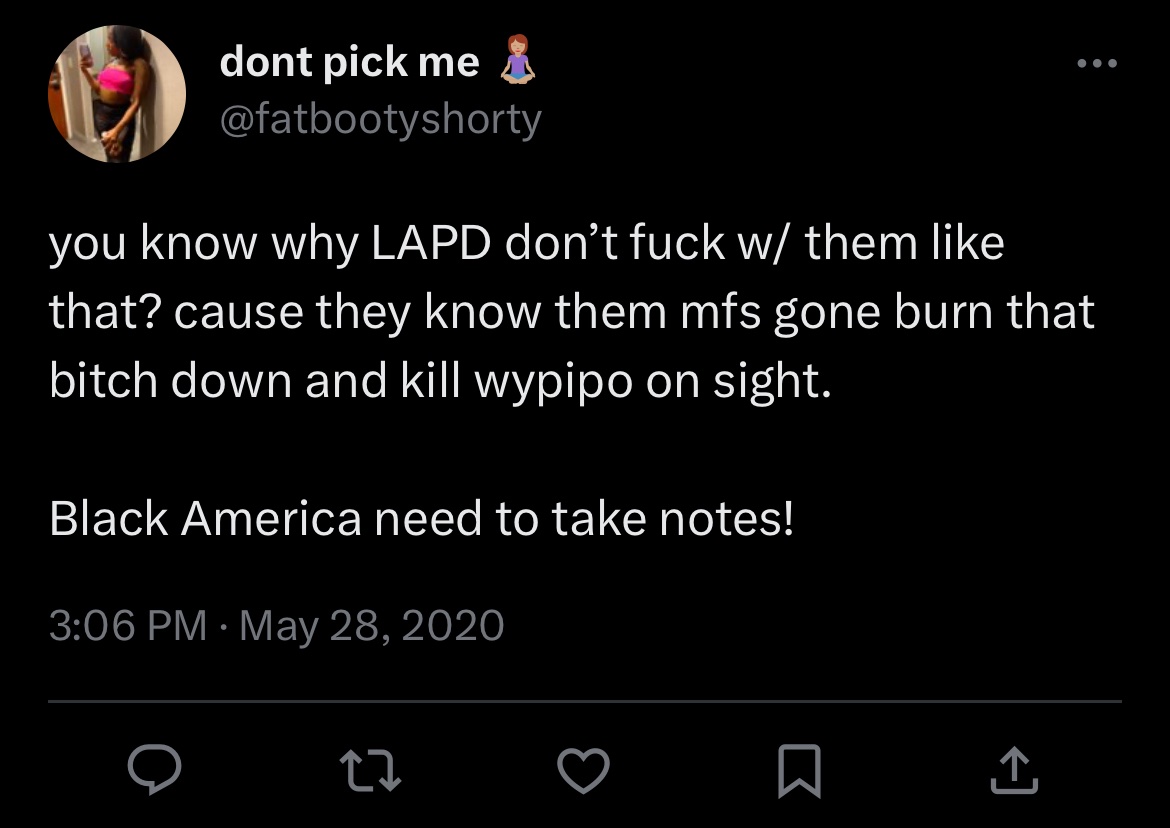 dont pick me 🧘🏽‍♀️
@fatbootyshorty
you know why LAPD don’t fuck w/ them like
that? cause they know them mfs gone burn that
bitch down and kill wypipo on sight.
Black America need to take notes!
3:06 PM · May 28, 2020